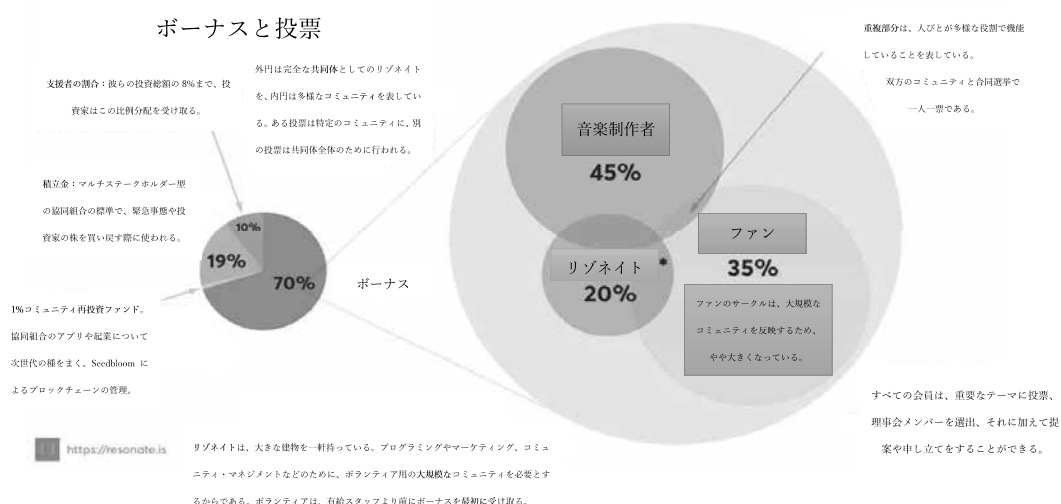 ボーナスと投票
支援者の割合：彼らの投資総額の 8%まで、投
資家はこの比例分配を受け取る。
外円は完全な共同体としてのリゾネイト
を、内円は多様なコミュニティを表してい
る。ある投票は特定のコミュニティに、別
の投票は共同体全体のために行われる。
積立金：マルチステークホルダー型
の協同組合の標準で、緊急事態や投
資家の株を買い戻す際に使われる。
10%
19%
70%
ボーナス
1%コミュニティ再投資ファンド。
協同組合のアプリや起業について
次世代の種をまく。Seedbloom に
よるブロックチェーンの管理。
音楽制作者
45%
リゾネイト *
20%
ファン
35%
ファンのサークルは、大規模な
コミュニティを反映するため、
やや大きくなっている。
重複部分は、人びとが多様な役割で機能
していることを表している。
双方のコミュニティと合同選挙で
一人一票である。
すべての会員は、重要なテーマに投票、
理事会メンバーを選出、それに加えて提
案や申し立てをすることができる。
https://resonate.is
リゾネイトは、大きな建物を一軒持っている。プログラミングやマーケティング、コミュ
ニティ・マネジメントなどのために、ボランティア用の大規模なコミュニティを必要とす
るからである。ボランティアは、有給スタッフより前にボーナスを最初に受け取る。